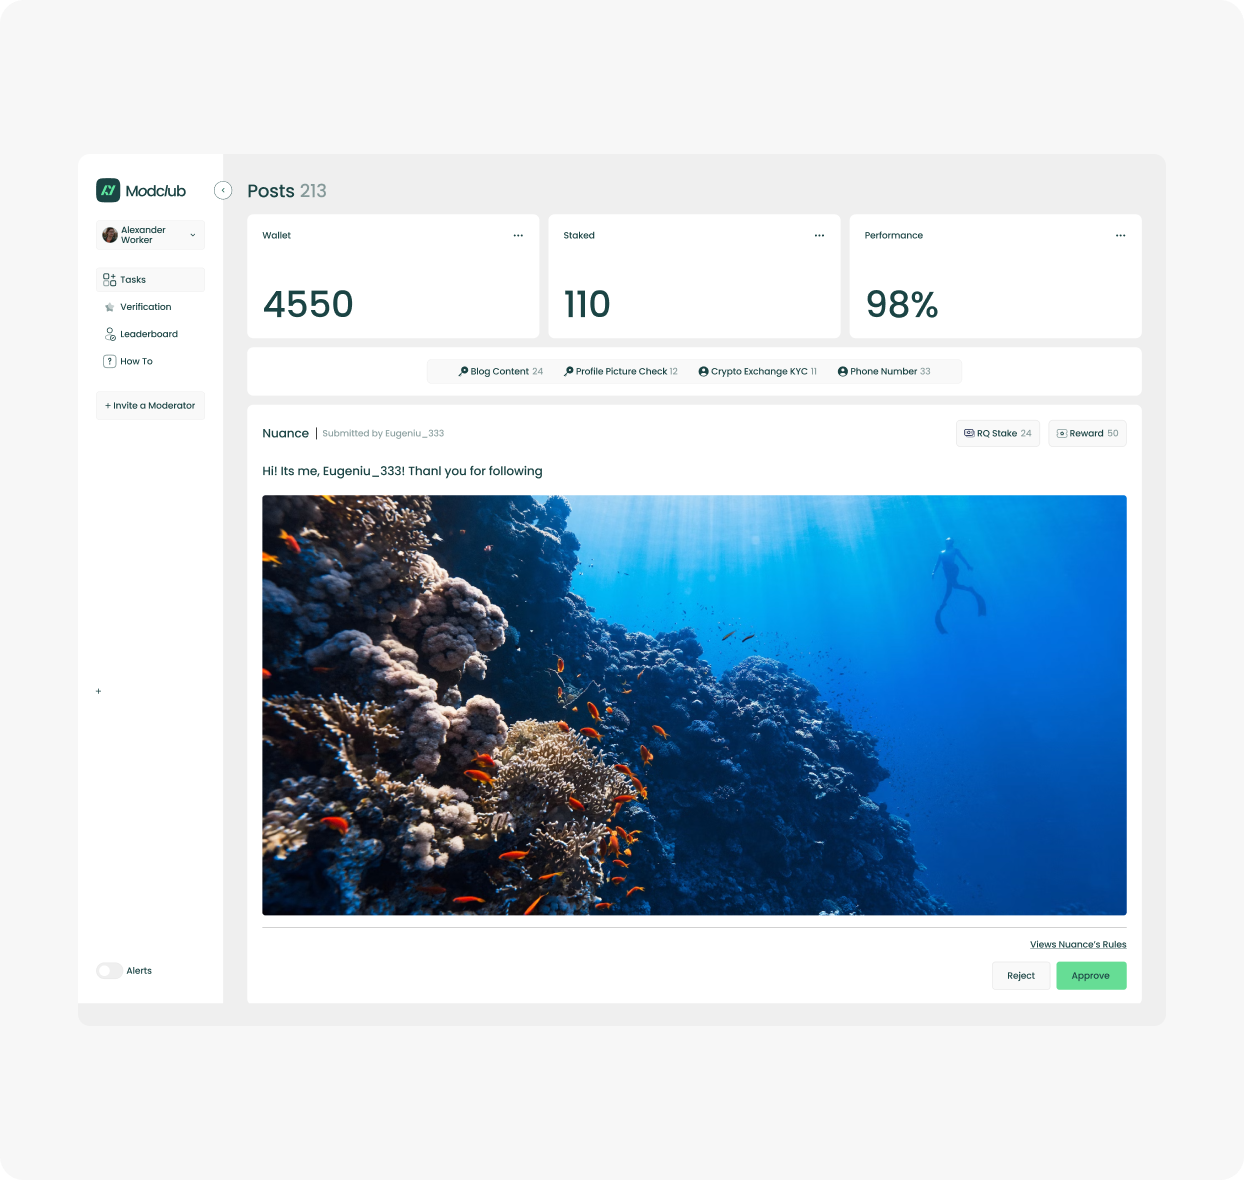 Modclub
Alexander
Worker
Tasks
Verification
Leaderboard
? How To
+ Invite a Moderator
+
Alerts
Posts 213
Wallet
4550
Staked
110
Performance
98%
Blog Content 24 Profile Picture Check 12 Crypto Exchange KYC 11 Phone Number 33
Nuance | Submitted by Eugeniu_333
RQ Stake 24 Reward 50
Hi! Its me, Eugeniu_333! Thanl you for following
Views Nuance's Rules
Reject Approve